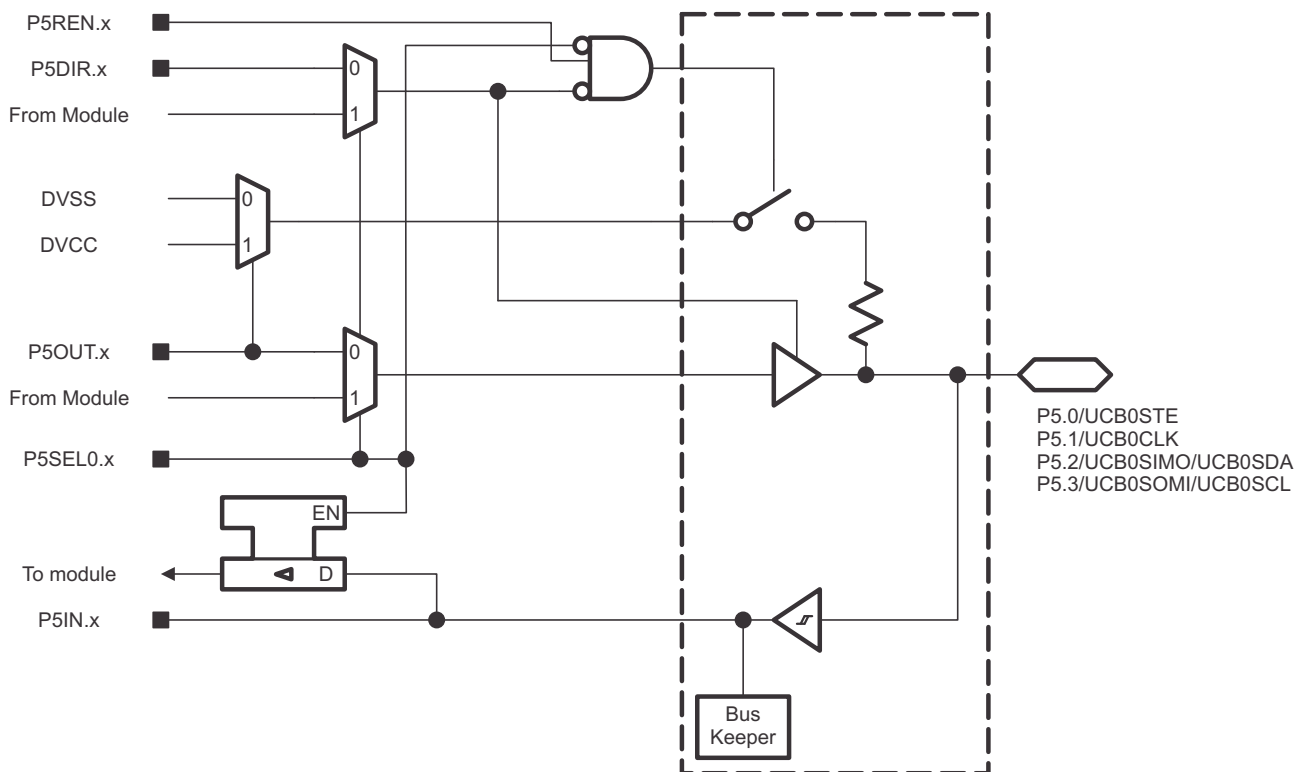 P5REN.x
P5DIR.x
0
From Module
1
DVSS
0
DVCC
1
P5OUT.x
0
From Module
1
P5.0/UCB0STE
P5.1/UCB0CLK
P5.2/UCB0SIMO/UCB0SDA
P5.3/UCB0SOMI/UCB0SCL
P5SEL0.x
EN
To module
D
P5IN.x
Bus
Keeper